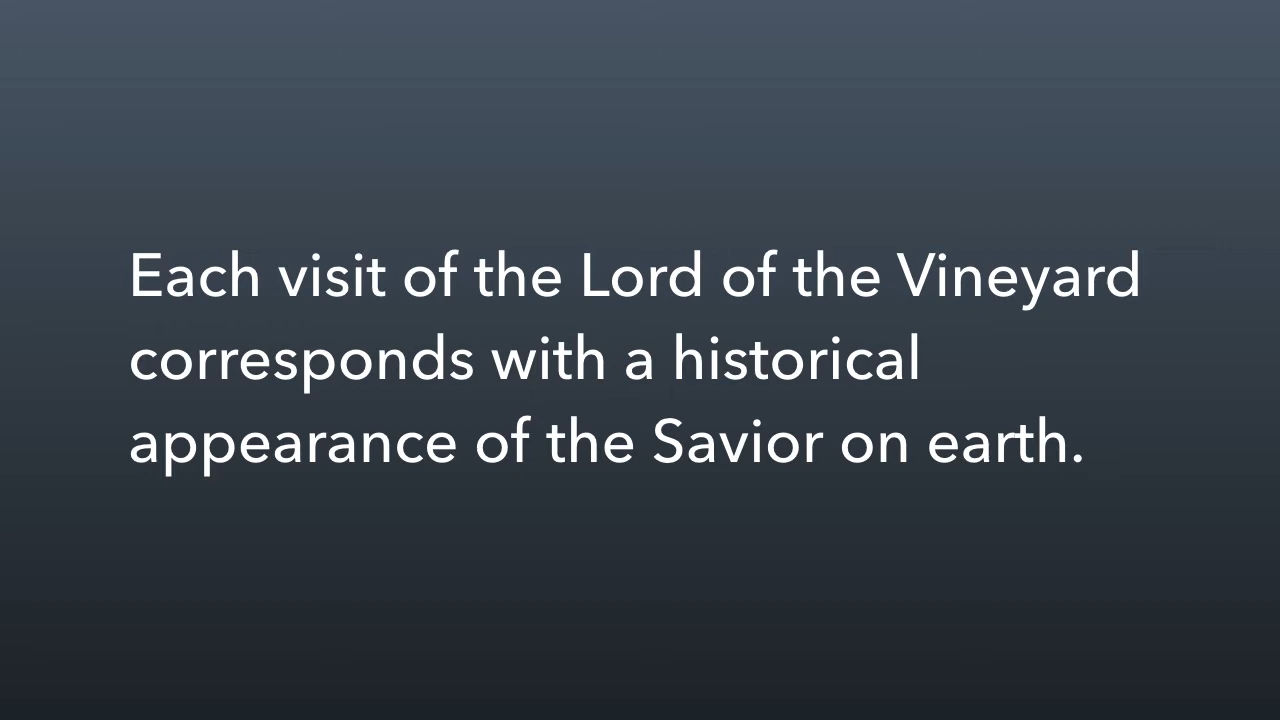 Each visit of the Lord of the Vineyard
corresponds with a historical
appearance of the Savior on earth.